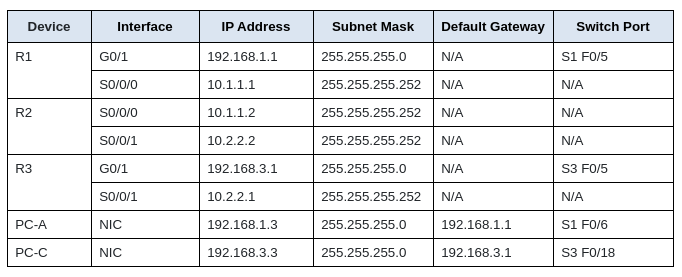 Device Interface IP Address Subnet Mask Default Gateway Switch Port
R1 G0/1 192.168.1.1 255.255.255.0 N/A S1 F0/5
S0/0/0 10.1.1.1 255.255.255.252 N/A N/A
R2 S0/0/0 10.1.1.2 255.255.255.252 N/A N/A
S0/0/1 10.2.2.2 255.255.255.252 N/A N/A
R3 G0/1 192.168.3.1 255.255.255.0 N/A S3 F0/5
S0/0/1 10.2.2.1 255.255.255.252 N/A N/A
PC-A NIC 192.168.1.3 255.255.255.0 192.168.1.1 S1 F0/6
PC-C NIC 192.168.3.3 255.255.255.0 192.168.3.1 S3 F0/18